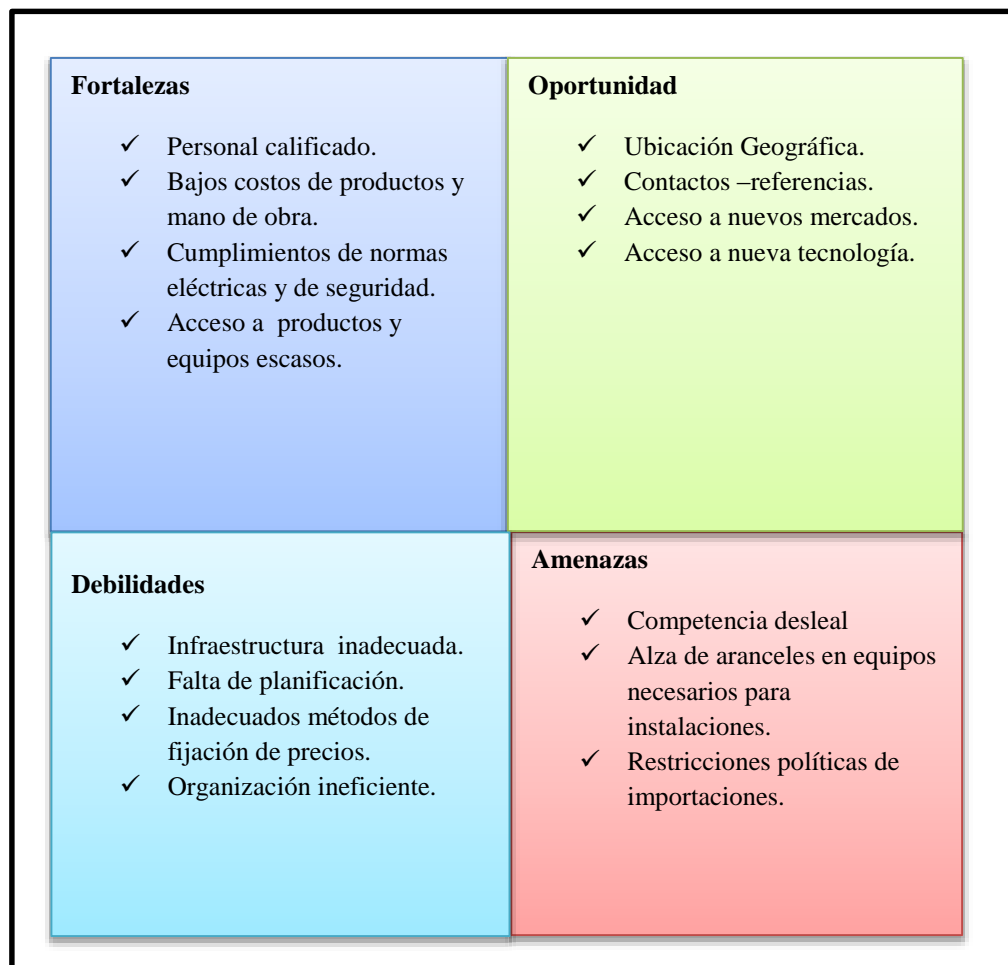 Fortalezas
✓ Personal calificado.
✓ Bajos costos de productos y
mano de obra.
✓ Cumplimientos de normas
eléctricas y de seguridad.
✓ Acceso a productos y
equipos escasos.
Oportunidad
✓ Ubicación Geográfica.
✓ Contactos –referencias.
✓ Acceso a nuevos mercados.
✓ Acceso a nueva tecnología.
Debilidades
✓ Infraestructura inadecuada.
✓ Falta de planificación.
✓ Inadecuados métodos de
fijación de precios.
✓ Organización ineficiente.
Amenazas
✓ Competencia desleal
✓ Alza de aranceles en equipos
necesarios para
instalaciones.
✓ Restricciones políticas de
importaciones.